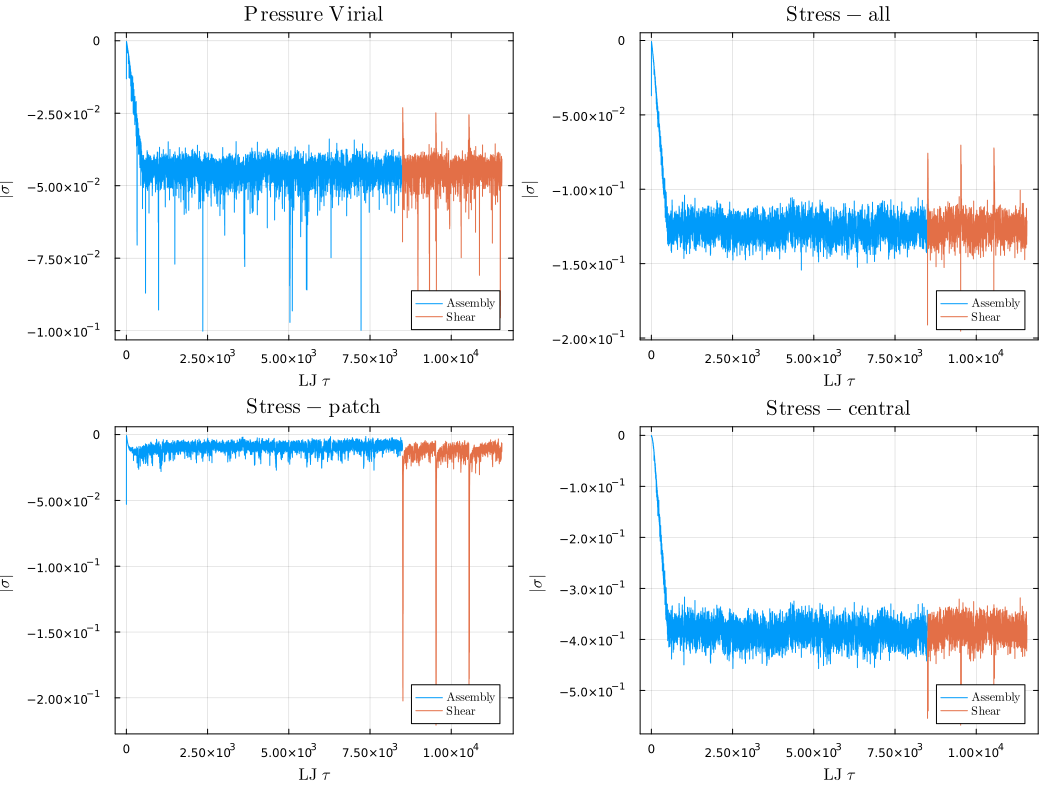 Pressure Virial
0
−2.50×10⁻²
−5.00×10⁻²
−7.50×10⁻²
−1.00×10⁻¹
|σ|
0 2.50×10³ 5.00×10³ 7.50×10³ 1.00×10⁴
LJ τ
Assembly
Shear
Stress − all
0
−5.00×10⁻²
−1.00×10⁻¹
−1.50×10⁻¹
−2.00×10⁻¹
|σ|
0 2.50×10³ 5.00×10³ 7.50×10³ 1.00×10⁴
LJ τ
Assembly
Shear
Stress − patch
0
−5.00×10⁻²
−1.00×10⁻¹
−1.50×10⁻¹
−2.00×10⁻¹
|σ|
0 2.50×10³ 5.00×10³ 7.50×10³ 1.00×10⁴
LJ τ
Assembly
Shear
Stress − central
0
−1.0×10⁻¹
−2.0×10⁻¹
−3.0×10⁻¹
−4.0×10⁻¹
−5.0×10⁻¹
|σ|
0 2.50×10³ 5.00×10³ 7.50×10³ 1.00×10⁴
LJ τ
Assembly
Shear